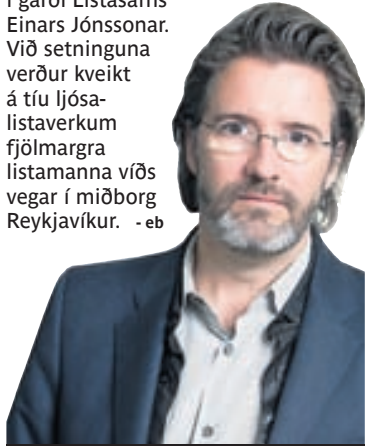 í garði Listasafns
Einars Jónssonar.
Við setninguna
verður kveikt
á tíu ljósa-
listaverkum
fjölmargra
listamanna víðs
vegar í miðborg
Reykjavíkur. - eb